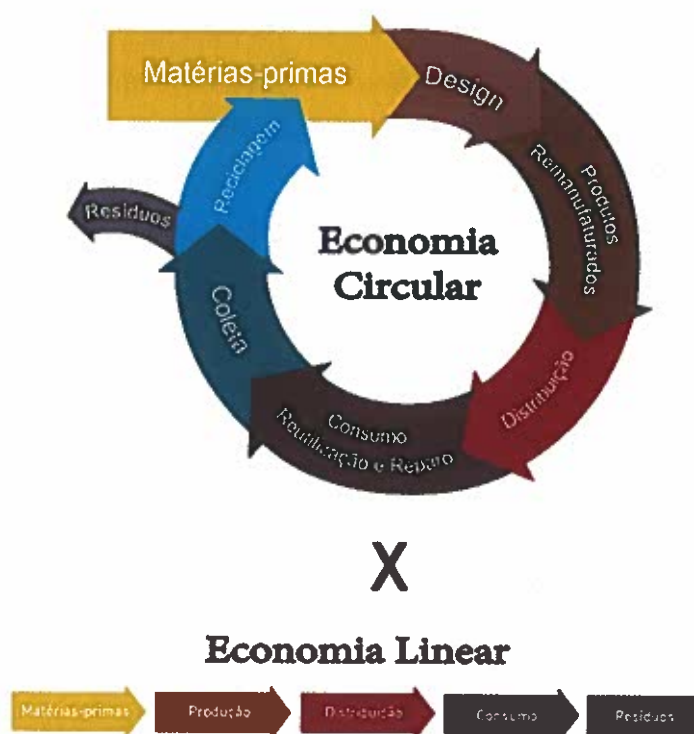 Matérias-primas
Design
Produtos
Remanufaturados
Distribuição
Consumo
Reutilização e Reparo
Coleta
Reciclagem
Resíduos
Economia
Circular
X
Economia Linear
Matérias-primas
Produção
Distribuição
Consumo
Resíduos